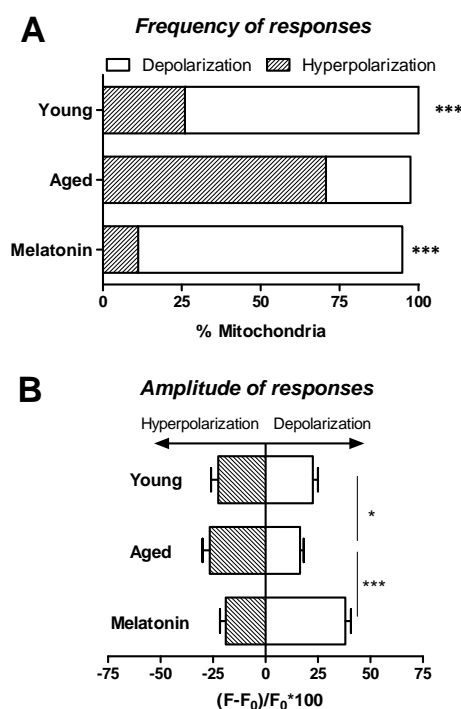 A
Frequency of responses
Depolarization Hyperpolarization
Young ***
Aged
Melatonin ***
0 25 50 75 100
% Mitochondria
B
Amplitude of responses
Hyperpolarization Depolarization
Young
*
Aged
***
Melatonin
-75 -50 -25 0 25 50 75
(F-F₀)/F₀*100